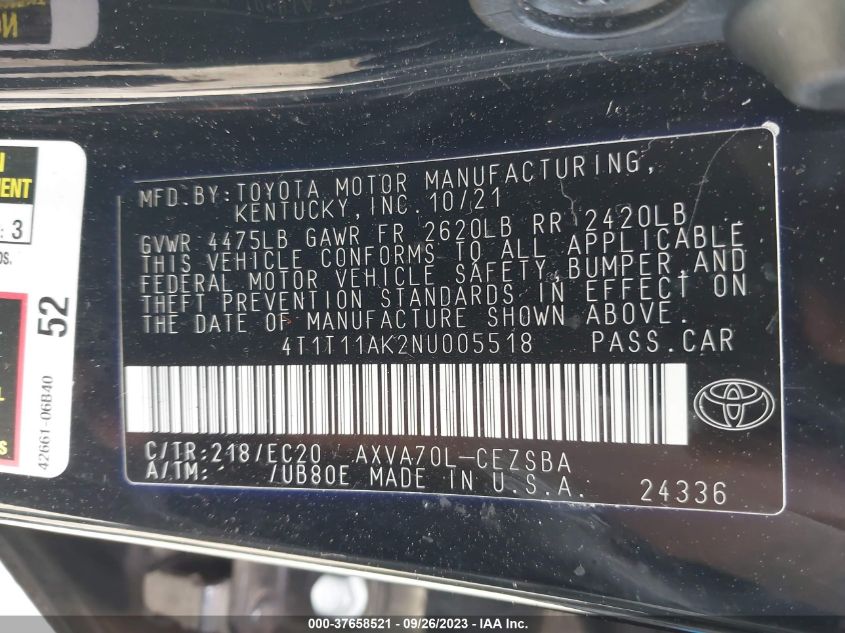 MENT
: 3
OS.
52
42661-06B40
MFD.BY:TOYOTA MOTOR MANUFACTURING,
KENTUCKY,INC.10/21
GVWR 4475LB GAWR FR 2620LB RR 2420LB
THIS VEHICLE CONFORMS TO ALL APPLICABLE
FEDERAL MOTOR VEHICLE SAFETY,BUMPER,AND
THEFT PREVENTION STANDARDS IN EFFECT ON
THE DATE OF MANUFACTURE SHOWN ABOVE.
4T1T11AK2NU005518 PASS.CAR
C/TR:218/EC20 AXVA70L-CEZSBA
A/TM: /UB80E MADE IN U.S.A. 24336
000-37658521 - 09/26/2023 - IAA Inc.